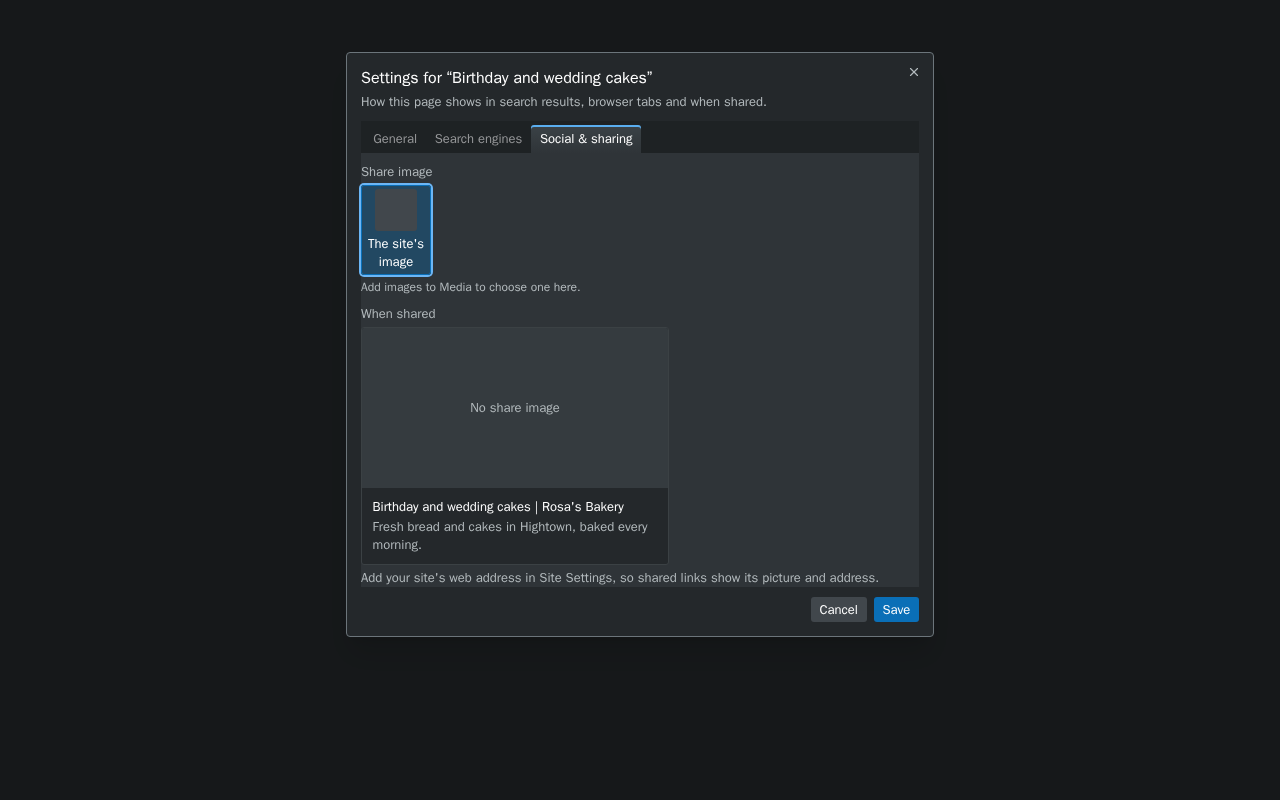 Settings for “Birthday and wedding cakes”
How this page shows in search results, browser tabs and when shared.
General
Search engines
Social & sharing
Share image
The site's
image
Add images to Media to choose one here.
When shared
No share image
Birthday and wedding cakes | Rosa's Bakery
Fresh bread and cakes in Hightown, baked every
morning.
Add your site's web address in Site Settings, so shared links show its picture and address.
Cancel
Save